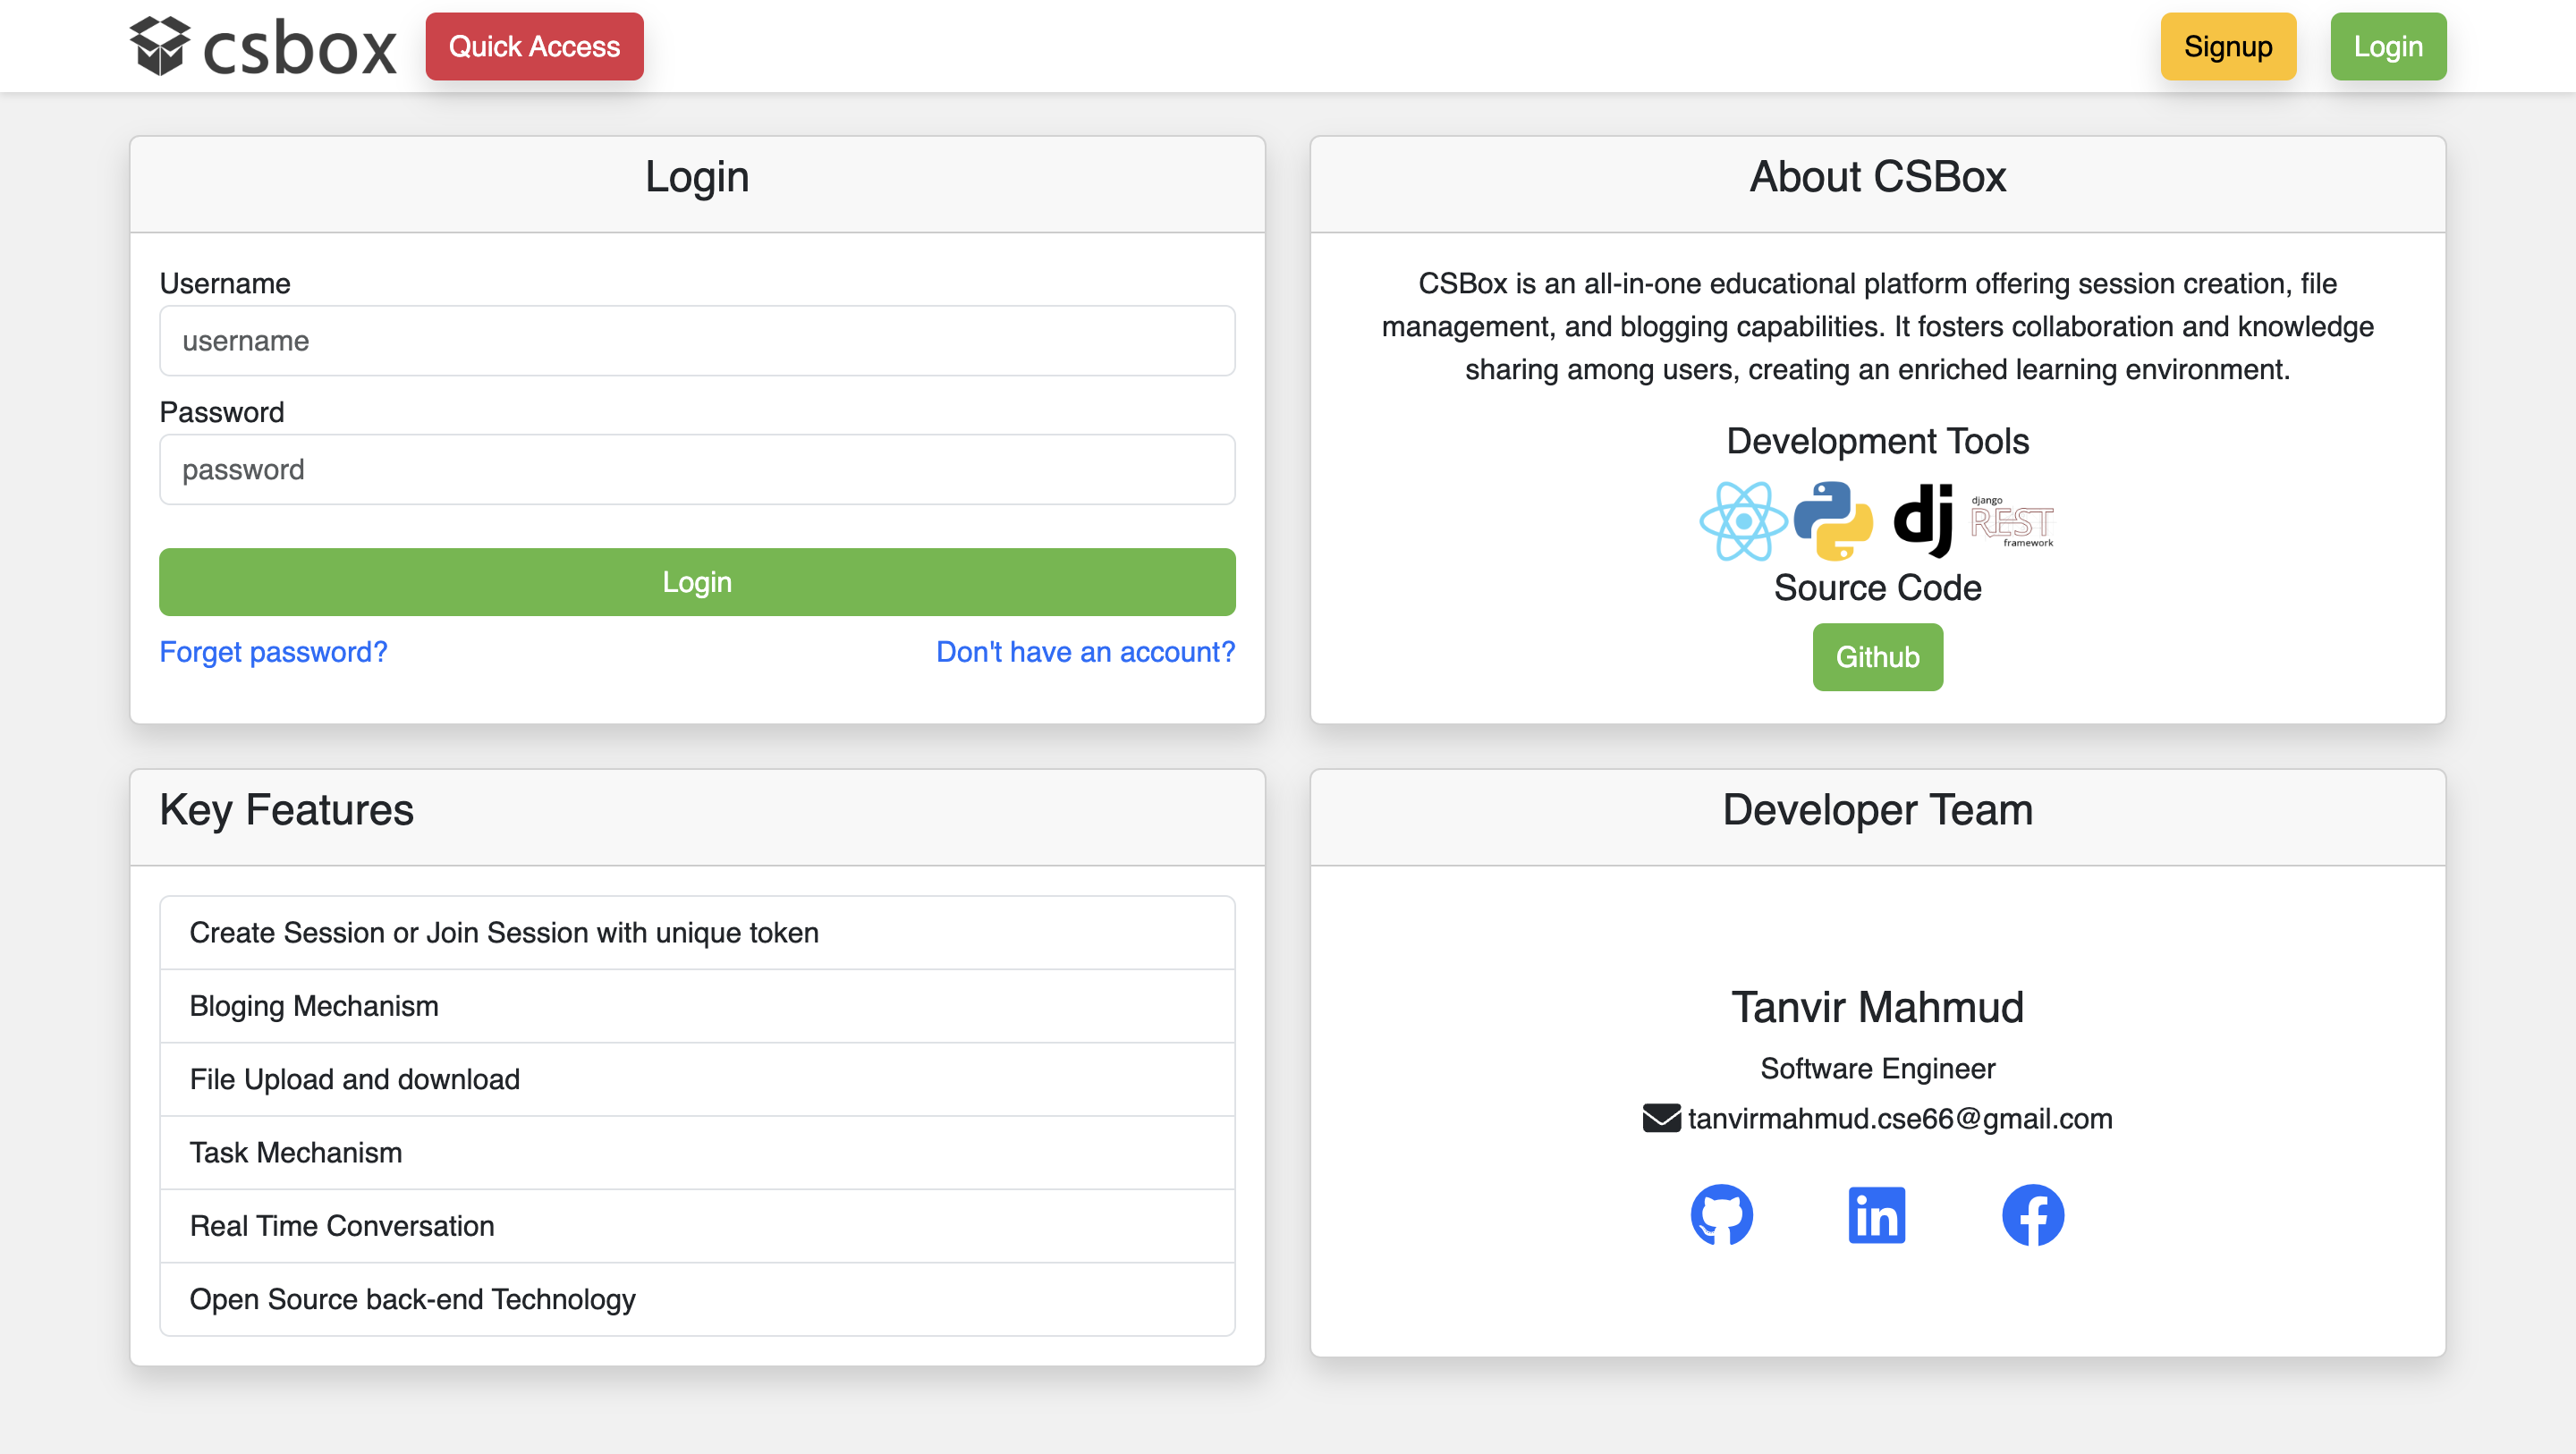 csbox
Quick Access
Signup
Login
Login
Username
username
Password
password
Login
Forget password?
Don't have an account?
About CSBox
CSBox is an all-in-one educational platform offering session creation, file
management, and blogging capabilities. It fosters collaboration and knowledge
sharing among users, creating an enriched learning environment.
Development Tools
dj
django
REST
framework
Source Code
Github
Key Features
Create Session or Join Session with unique token
Bloging Mechanism
File Upload and download
Task Mechanism
Real Time Conversation
Open Source back-end Technology
Developer Team
Tanvir Mahmud
Software Engineer
tanvirmahmud.cse66@gmail.com
in
f